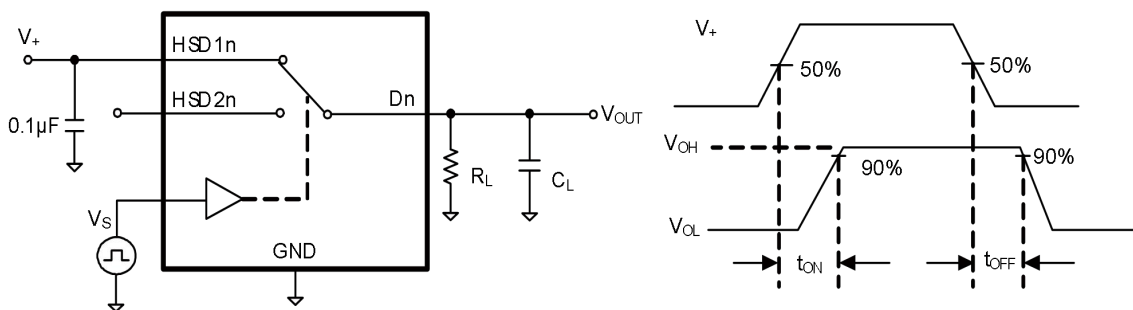 V+
HSD1n
HSD2n
Dn
VOUT
0.1µF
RL
CL
VS
GND
V+
50%
50%
VOH
90%
90%
VOL
tON
tOFF